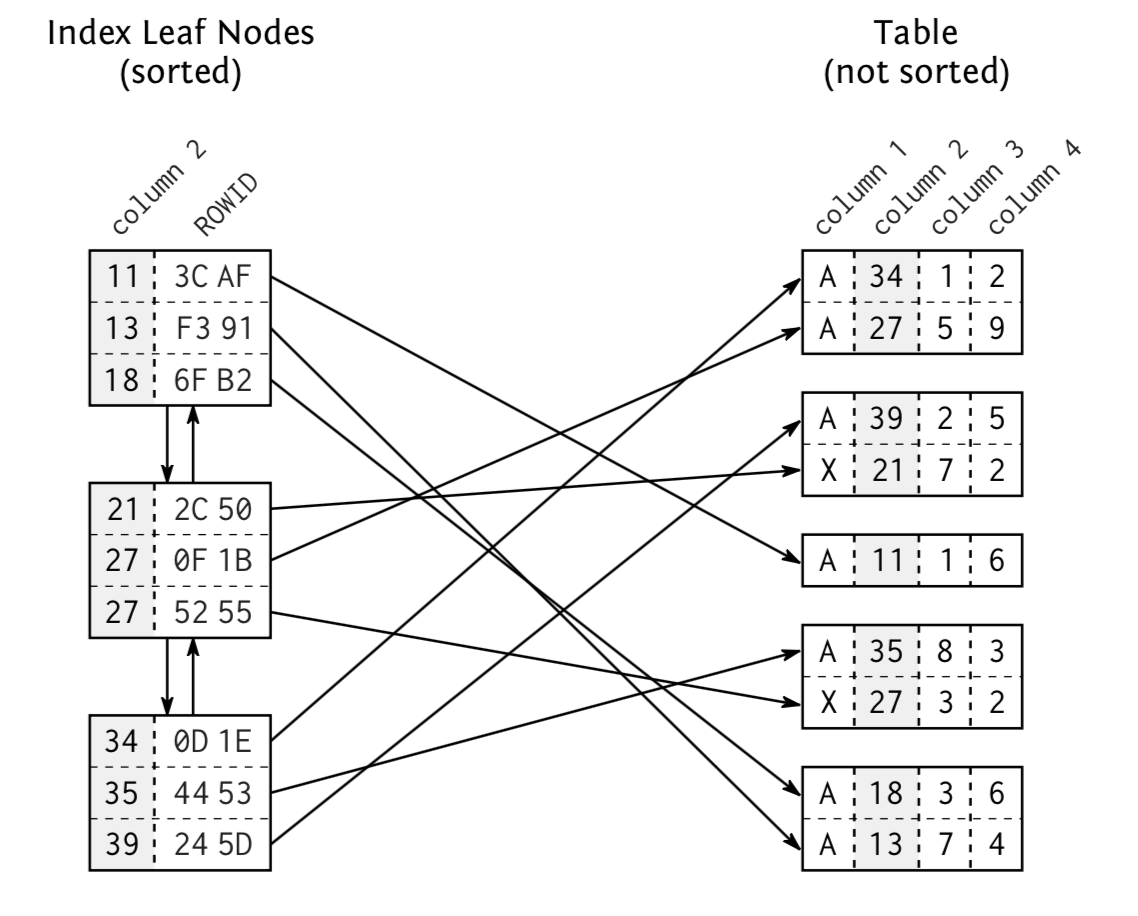 Index Leaf Nodes
(sorted)
column 2
ROWID
11 3C AF
13 F3 91
18 6F B2
21 2C 50
27 0F 1B
27 52 55
34 0D 1E
35 44 53
39 24 5D
Table
(not sorted)
column 1
column 2
column 3
column 4
A 34 1 2
A 27 5 9
A 39 2 5
X 21 7 2
A 11 1 6
A 35 8 3
X 27 3 2
A 18 3 6
A 13 7 4